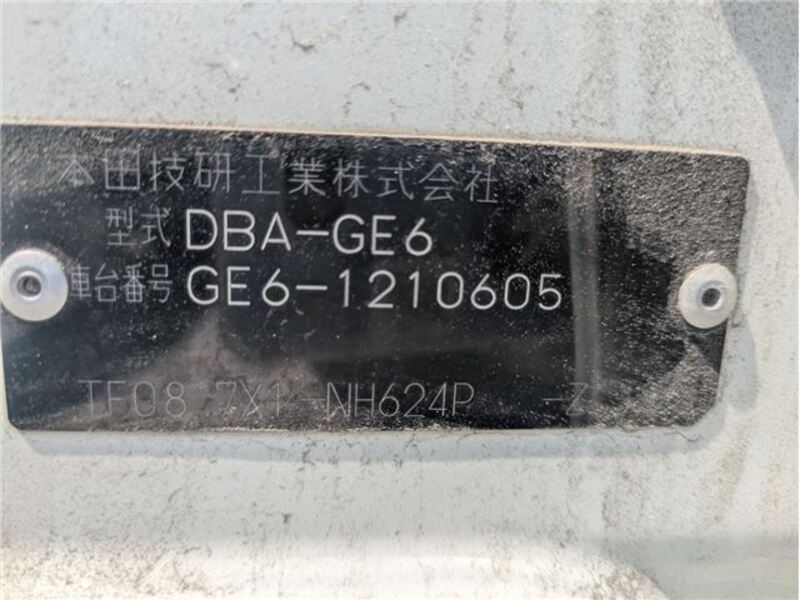 本田技研工業株式会社
型式 DBA-GE6
車台番号 GE6-1210605
TF08 7X1-NH624P -Z